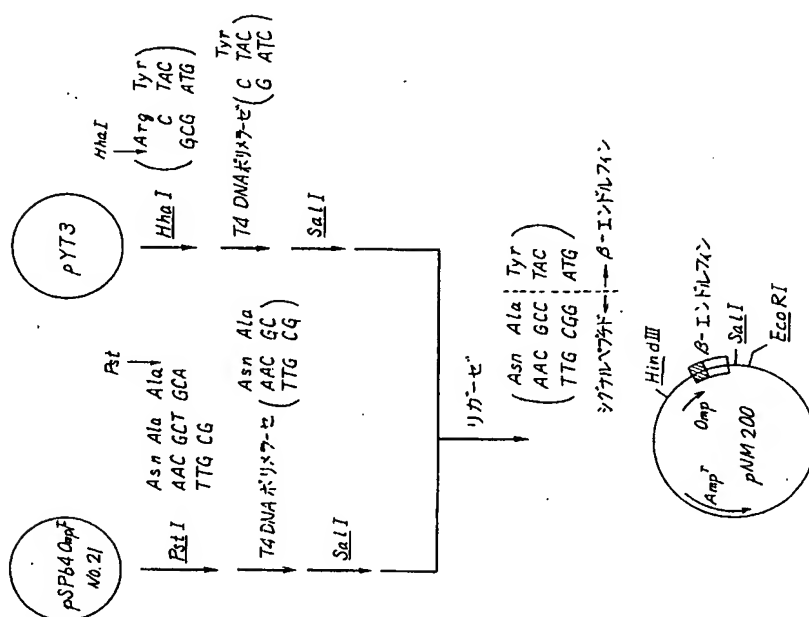 pSP64OmpF
NO.21
PstI
Pst
Asn Ala Ala
AAC GCT GCA
TTG CG
T4DNAポリメラーゼ
Asn Ala
AAC GC
TTG CG
SalI
pYT3
HhaI
HhaI
Arg Tyr
C TAC
GCG ATG
T4 DNAポリメラーゼ
Tyr
C TAC
G ATC
SalI
リガーゼ
Asn Ala Tyr
AAC GCC TAC
TTG CGG ATG
シグナルペプチド
β-エンドルフィン
HindIII
Omp
β-エンドルフィン
SalI
EcoRI
Ampʳ
pNM200